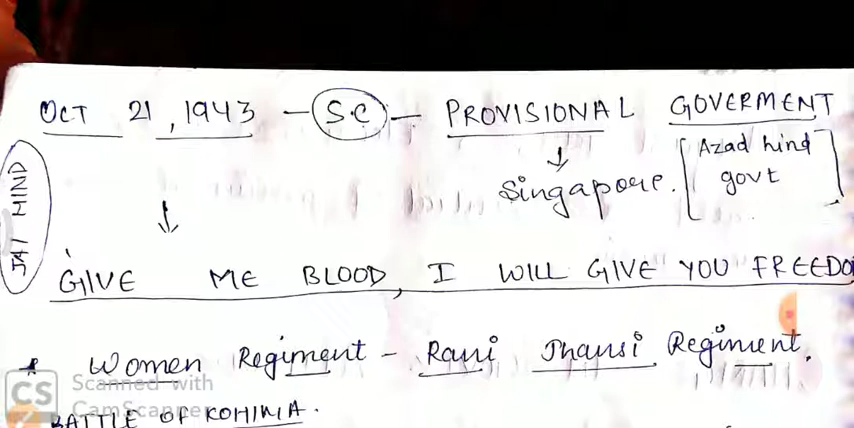 OCT 21, 1943 — S.C — PROVISIONAL GOVERMENT
↓ [Azad hind
Singapore. govt]
JAI HIND
↓
GIVE ME BLOOD, I WILL GIVE YOU FREEDO
* Women Regiment - Rani Jhansi Regiment.
BATTLE OF KOHIMA.
CS Scanned with
CamScanner